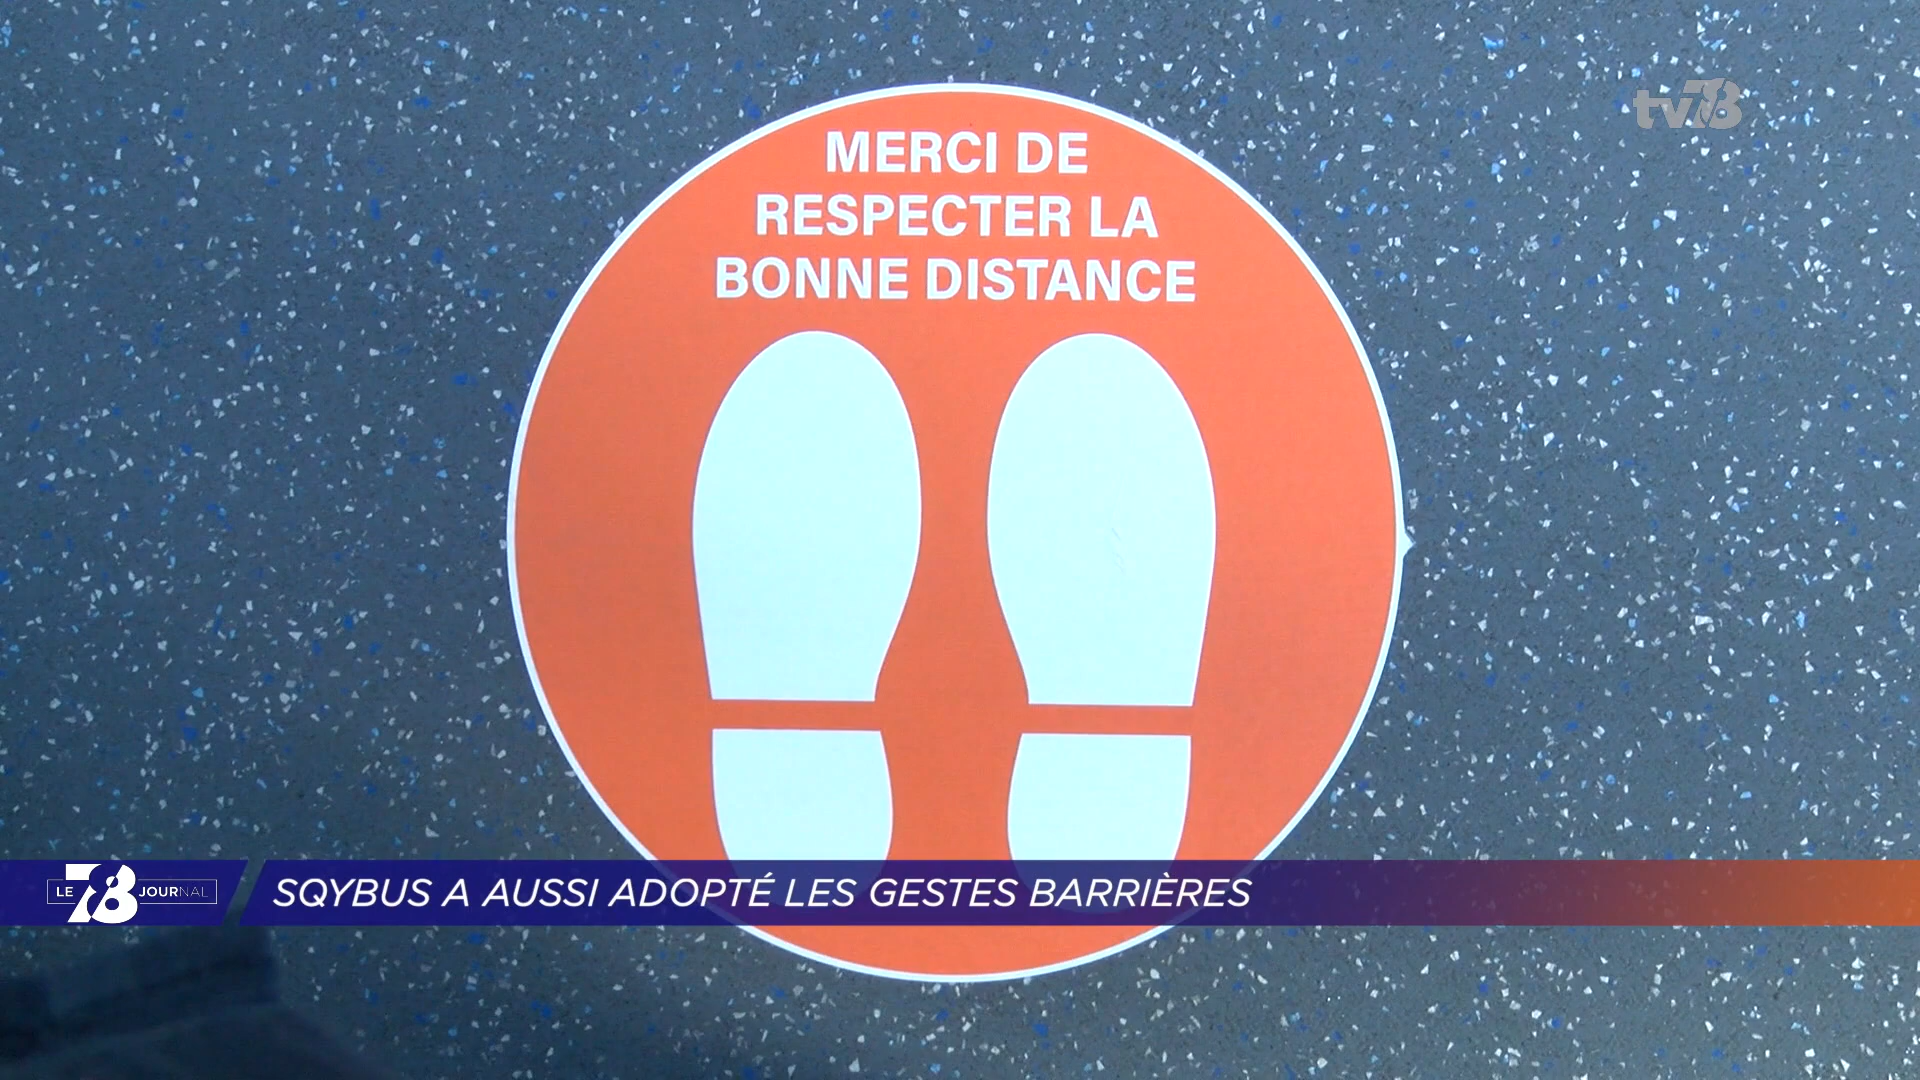 tv78
MERCI DE
RESPECTER LA
BONNE DISTANCE
LE 78 JOURNAL
SQYBUS A AUSSI ADOPTÉ LES GESTES BARRIÈRES